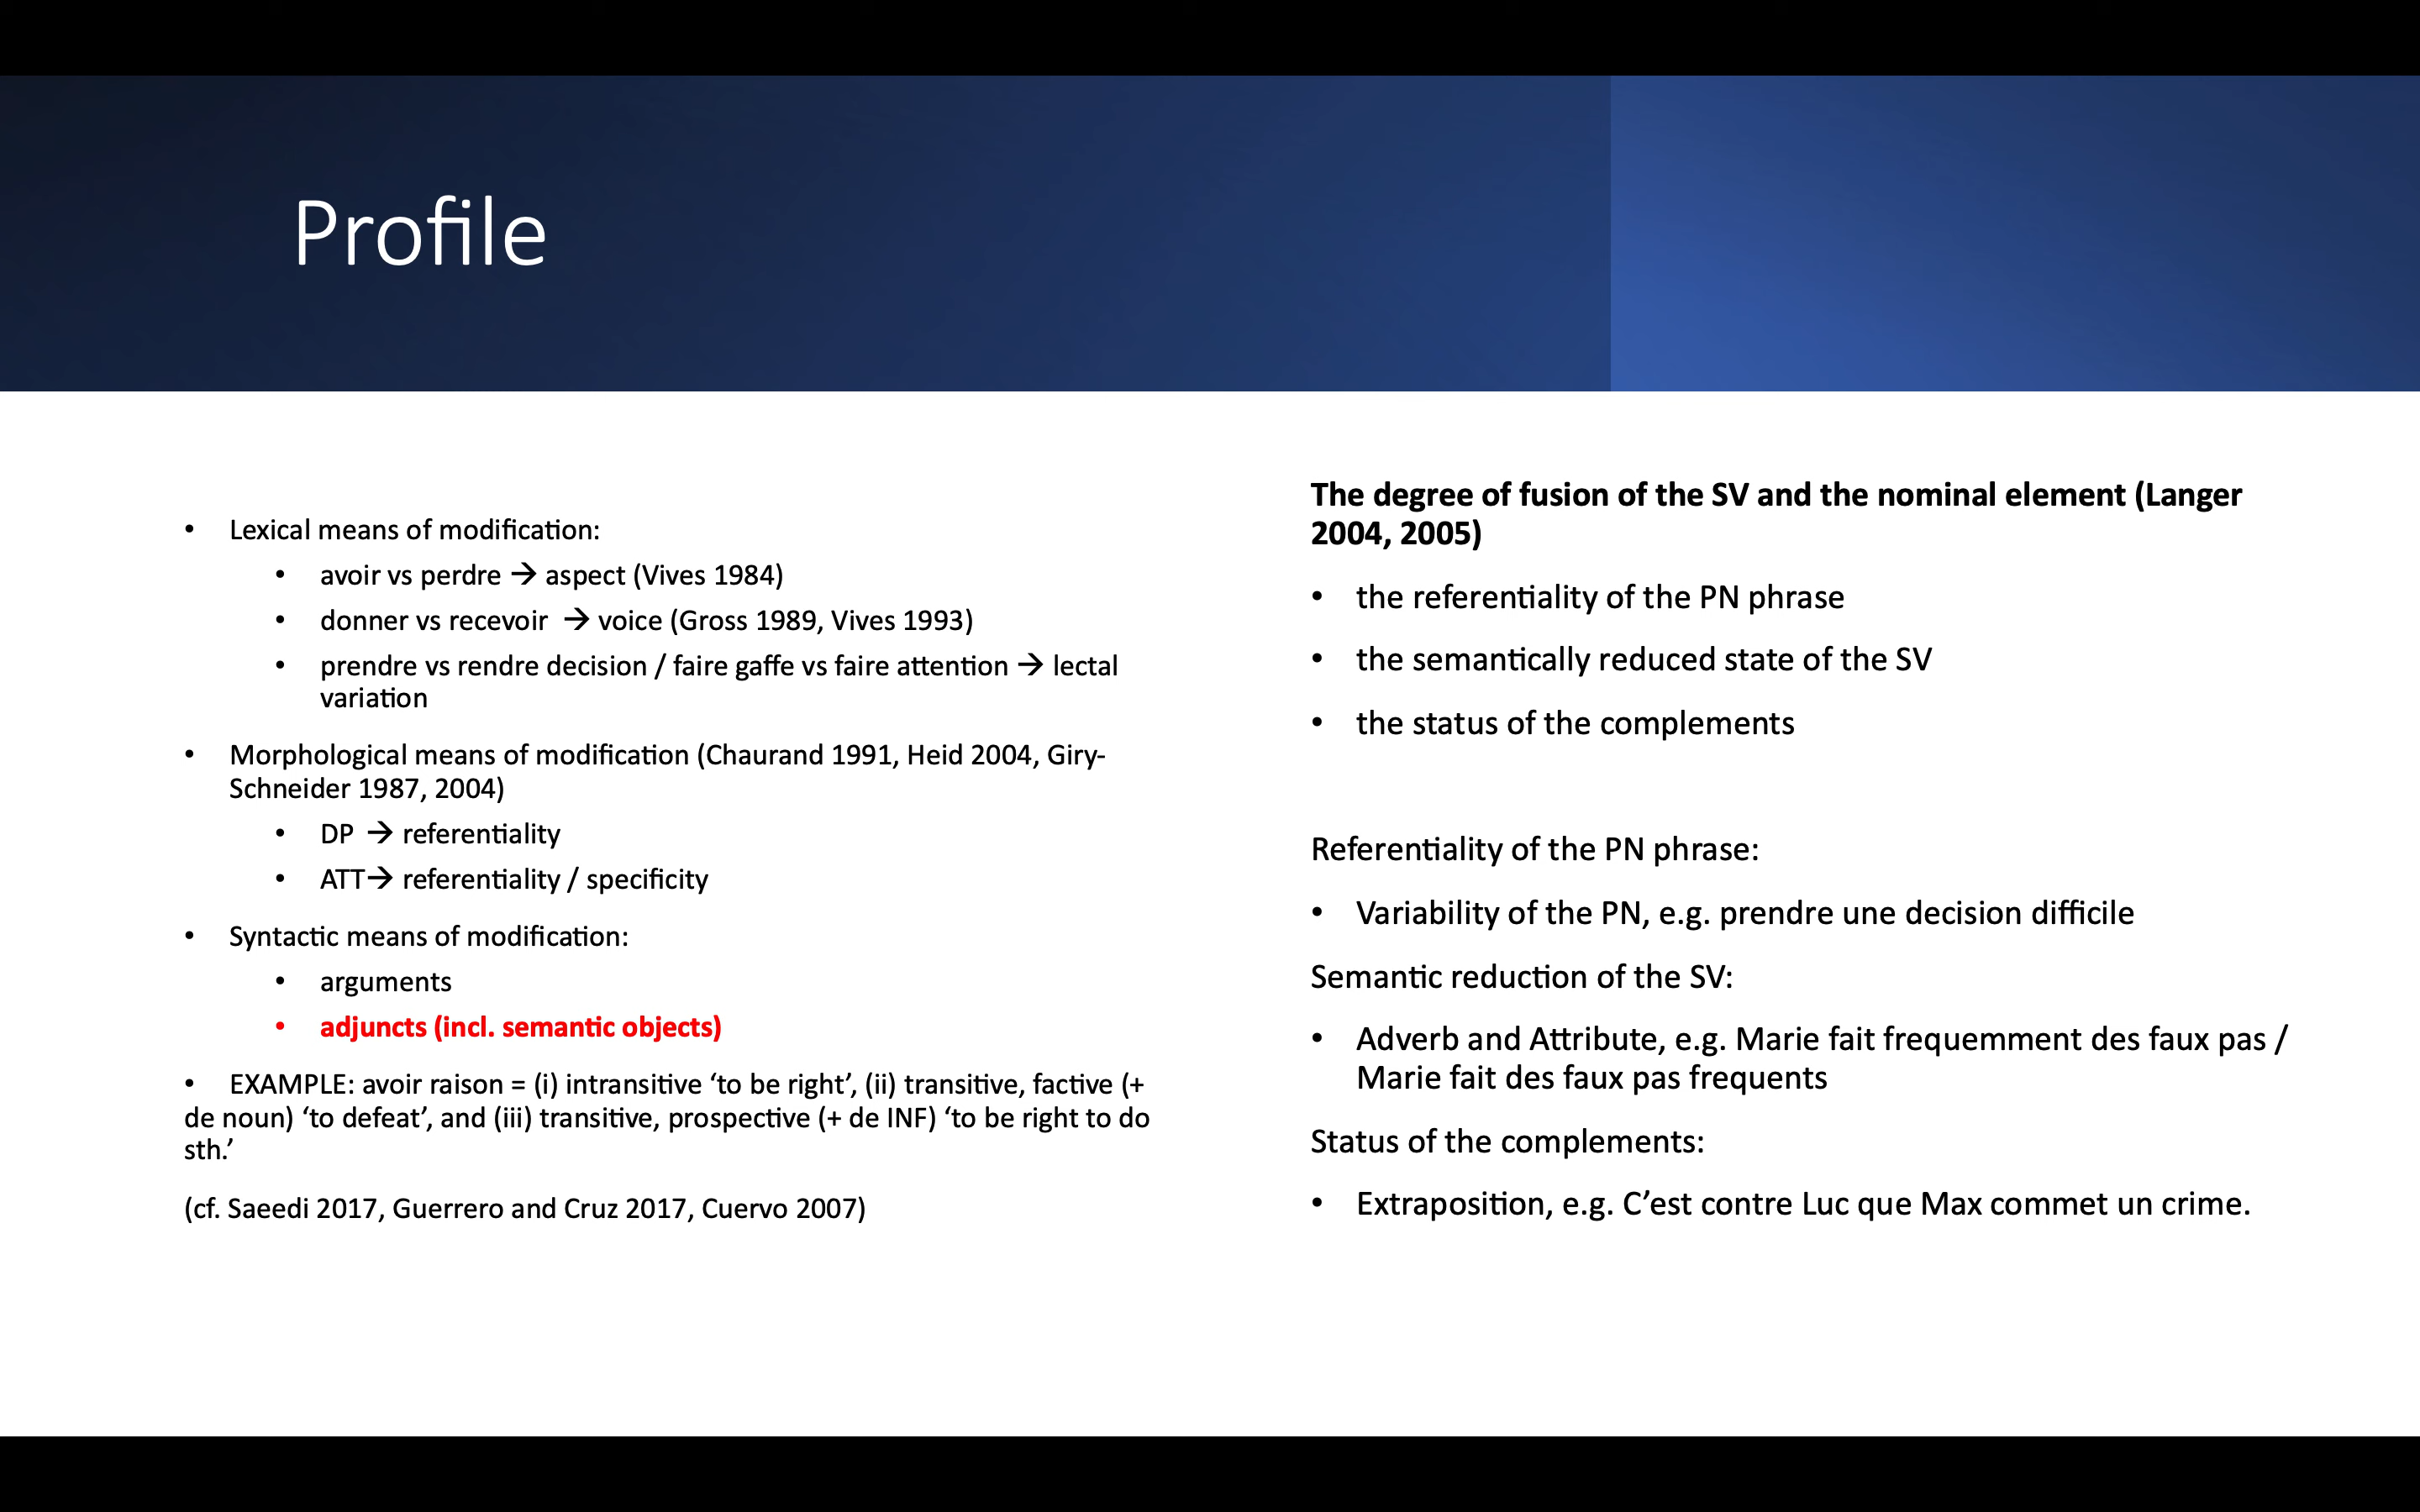 Profile
• Lexical means of modification:
• avoir vs perdre → aspect (Vives 1984)
• donner vs recevoir → voice (Gross 1989, Vives 1993)
• prendre vs rendre decision / faire gaffe vs faire attention → lectal
variation
• Morphological means of modification (Chaurand 1991, Heid 2004, Giry-
Schneider 1987, 2004)
• DP → referentiality
• ATT→ referentiality / specificity
• Syntactic means of modification:
• arguments
• adjuncts (incl. semantic objects)
• EXAMPLE: avoir raison = (i) intransitive ‘to be right’, (ii) transitive, factive (+
de noun) ‘to defeat’, and (iii) transitive, prospective (+ de INF) ‘to be right to do
sth.’
(cf. Saeedi 2017, Guerrero and Cruz 2017, Cuervo 2007)
The degree of fusion of the SV and the nominal element (Langer
2004, 2005)
• the referentiality of the PN phrase
• the semantically reduced state of the SV
• the status of the complements
Referentiality of the PN phrase:
• Variability of the PN, e.g. prendre une decision difficile
Semantic reduction of the SV:
• Adverb and Attribute, e.g. Marie fait frequemment des faux pas /
Marie fait des faux pas frequents
Status of the complements:
• Extraposition, e.g. C’est contre Luc que Max commet un crime.